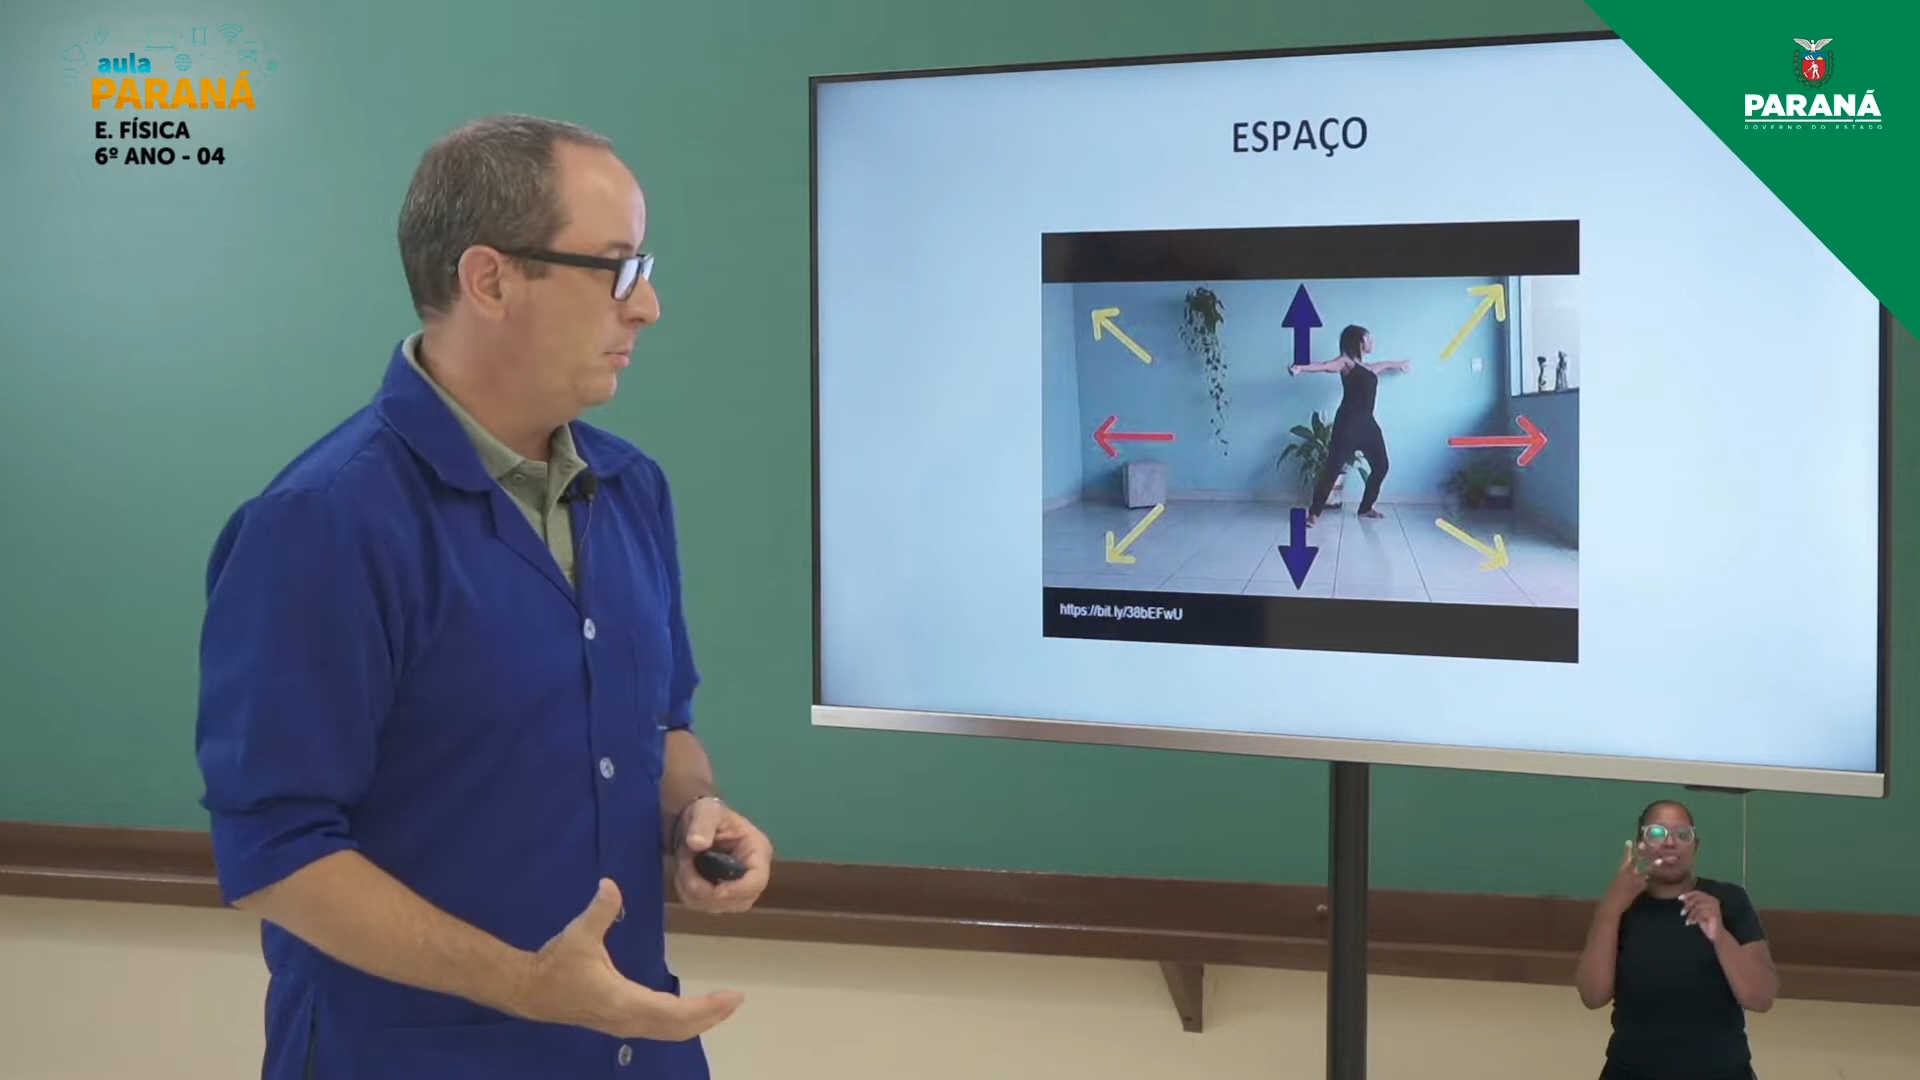 aula
PARANÁ
E. FÍSICA
6º ANO - 04
ESPAÇO
https://bit.ly/38bEFwU
PARANÁ
GOVERNO DO ESTADO